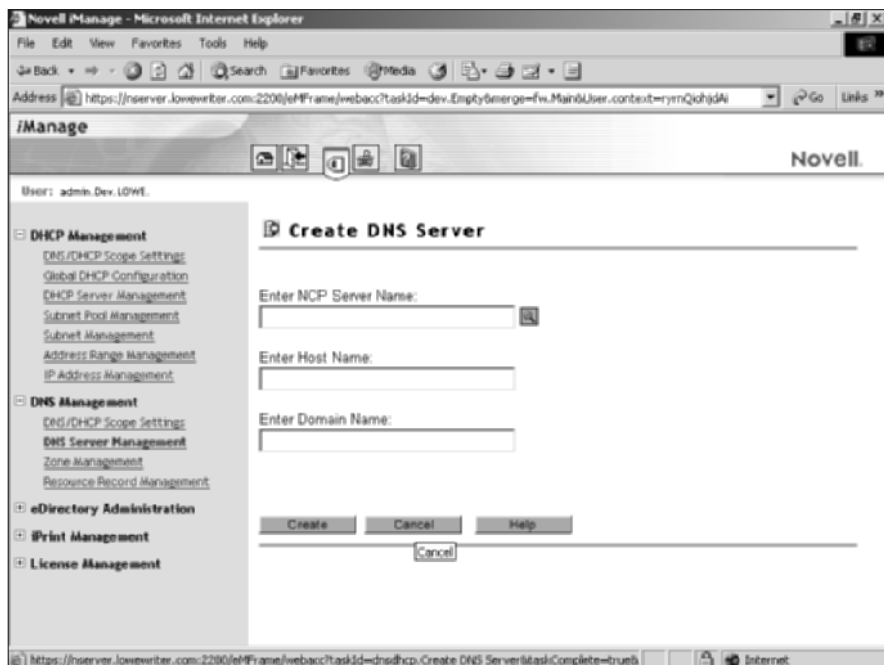 Novell iManage - Microsoft Internet Explorer
File Edit View Favorites Tools Help
Back Search Favorites Media
Address https://nserver.lowewriter.com:2200/eMFrame/webacc?taskId=dev.Empty&merge=fw.Main&User.context= Go Links »
iManage
Novell.
User: admin.Dev.LOWE.
Create DNS Server
DHCP Management
DNS/DHCP Scope Settings
Global DHCP Configuration
DHCP Server Management
Subnet Pool Management
Subnet Management
Address Range Management
IP Address Management
DNS Management
DNS/DHCP Scope Settings
DNS Server Management
Zone Management
Resource Record Management
eDirectory Administration
iPrint Management
License Management
Enter NCP Server Name:
Enter Host Name:
Enter Domain Name:
Create Cancel Help
Cancel
https://nserver.lowewriter.com:2200/eMFrame/webacc?taskId=dnsdhcp.Create DNS Server&taskComplete=true& Internet